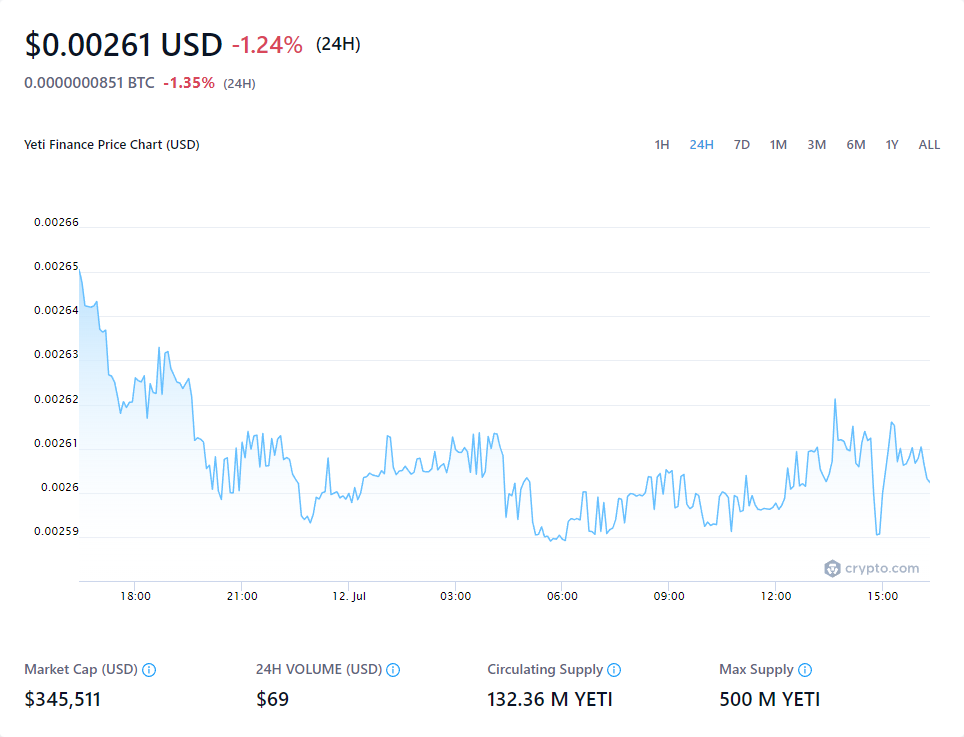 $0.00261 USD -1.24% (24H)
0.0000000851 BTC -1.35% (24H)
Yeti Finance Price Chart (USD) 1H 24H 7D 1M 3M 6M 1Y ALL
0.00266
0.00265
0.00264
0.00263
0.00262
0.00261
0.0026
0.00259
crypto.com
18:00 21:00 12. Jul 03:00 06:00 09:00 12:00 15:00
Market Cap (USD) 24H VOLUME (USD) Circulating Supply Max Supply
$345,511 $69 132.36 M YETI 500 M YETI